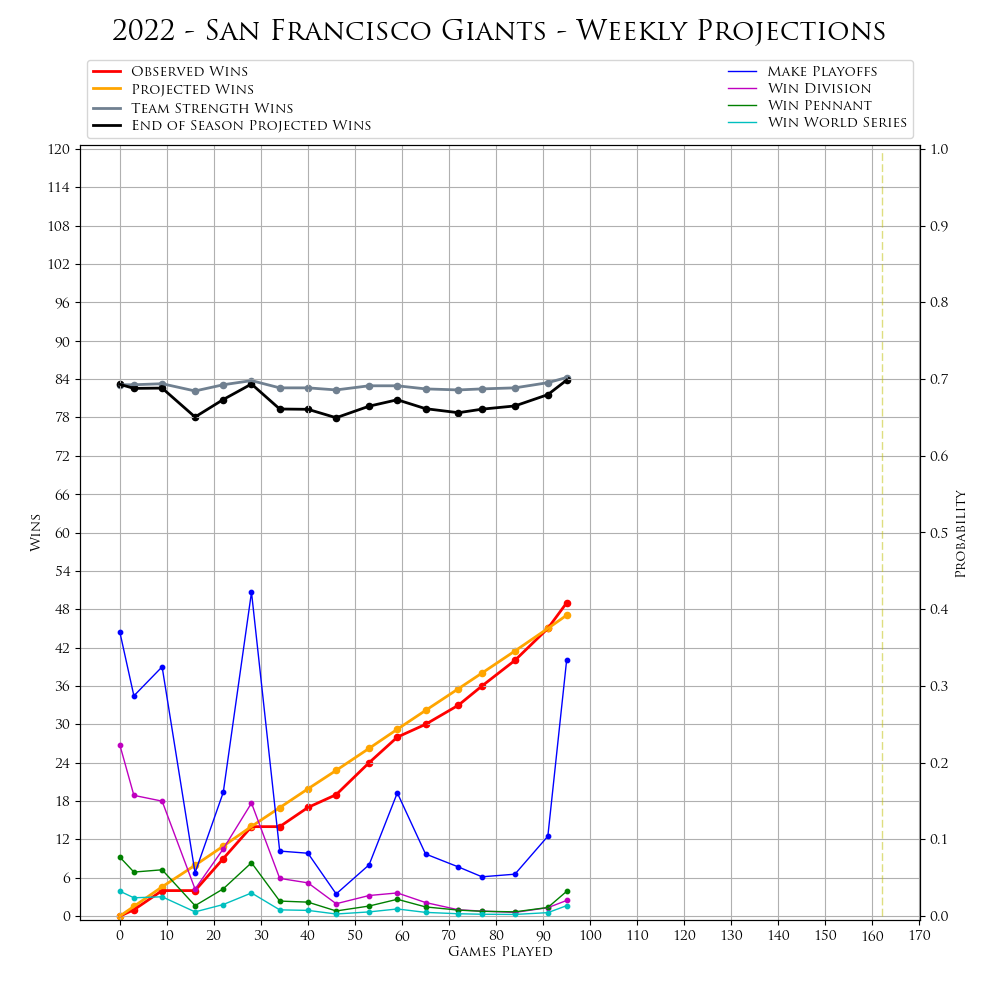 2022 - San Francisco Giants - Weekly Projections
Observed Wins
Projected Wins
Team Strength Wins
End of Season Projected Wins
Make Playoffs
Win Division
Win Pennant
Win World Series
120
114
108
102
96
90
84
78
72
66
60
54
48
42
36
30
24
18
12
6
0
Wins
1.0
0.9
0.8
0.7
0.6
0.5
0.4
0.3
0.2
0.1
0.0
Probability
0 10 20 30 40 50 60 70 80 90 100 110 120 130 140 150 160 170
Games Played